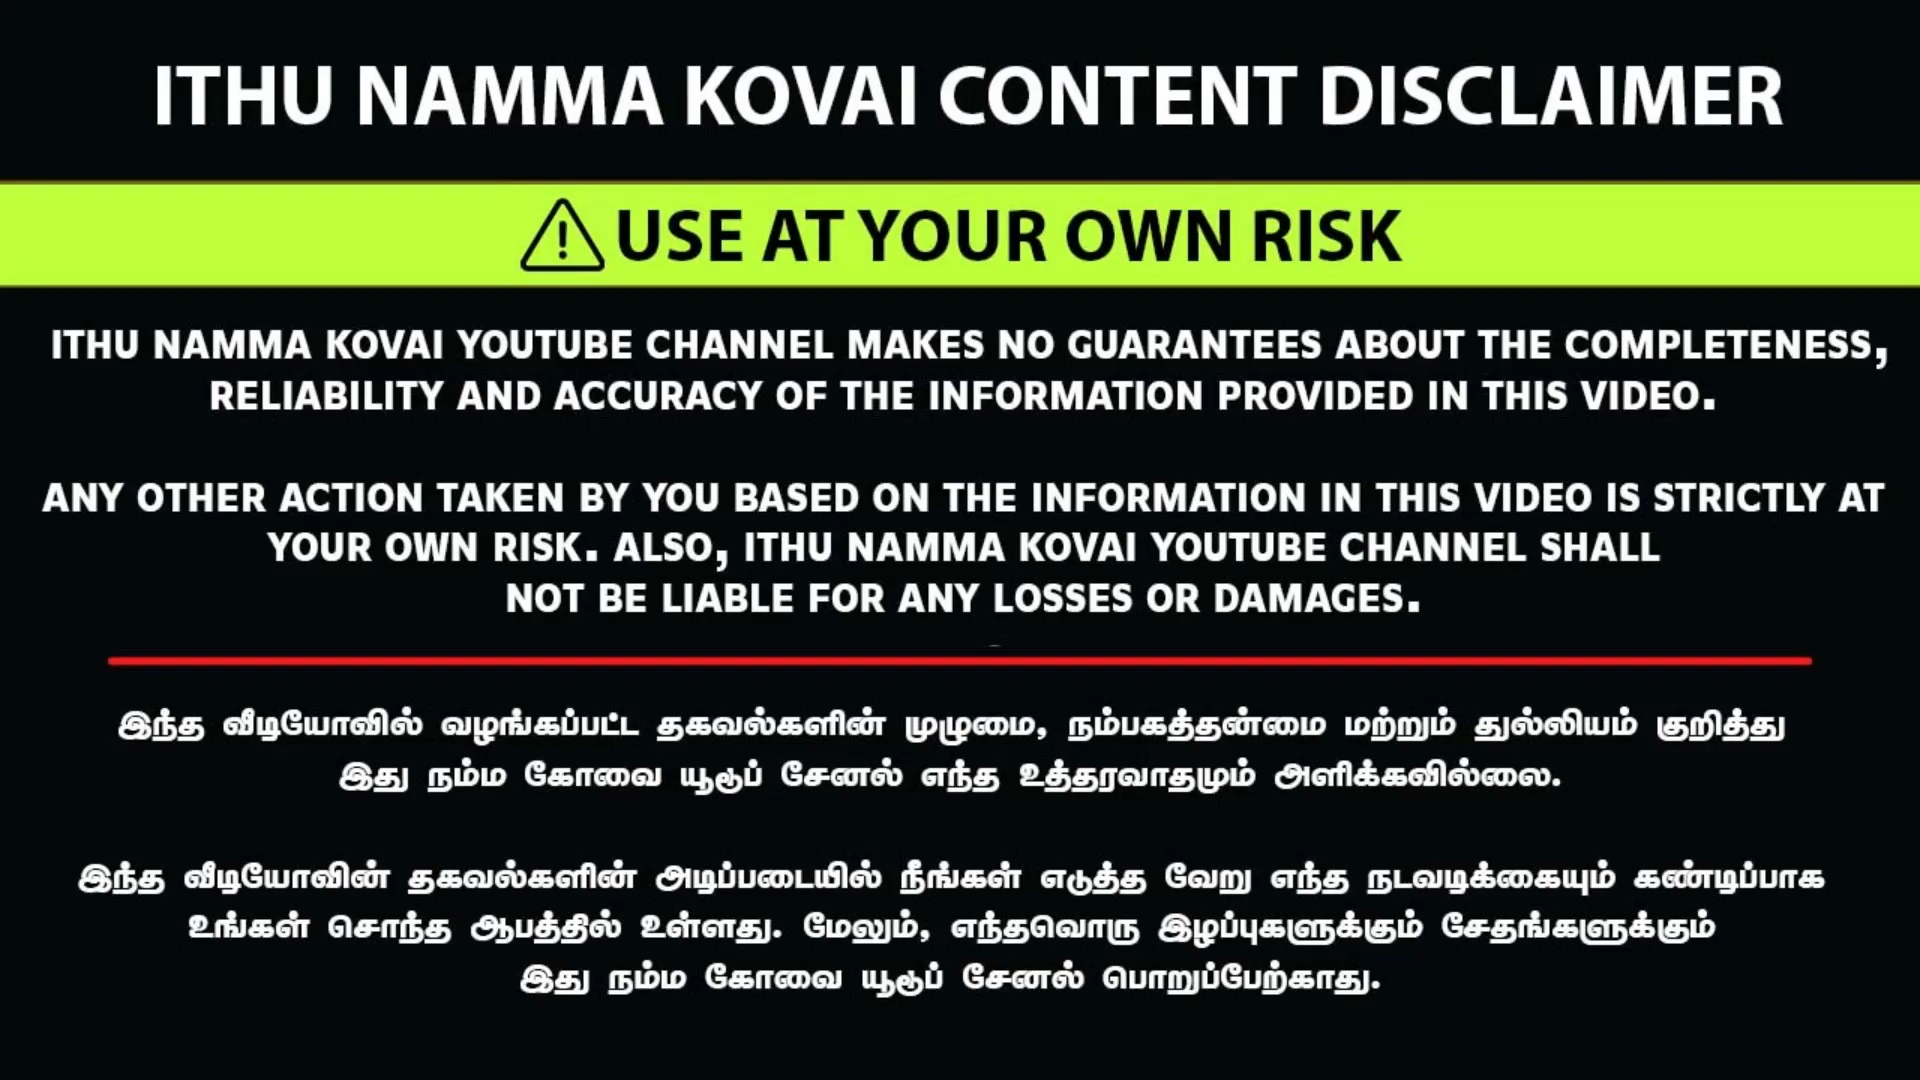 ITHU NAMMA KOVAI CONTENT DISCLAIMER
USE AT YOUR OWN RISK
ITHU NAMMA KOVAI YOUTUBE CHANNEL MAKES NO GUARANTEES ABOUT THE COMPLETENESS,
RELIABILITY AND ACCURACY OF THE INFORMATION PROVIDED IN THIS VIDEO.
ANY OTHER ACTION TAKEN BY YOU BASED ON THE INFORMATION IN THIS VIDEO IS STRICTLY AT
YOUR OWN RISK. ALSO, ITHU NAMMA KOVAI YOUTUBE CHANNEL SHALL
NOT BE LIABLE FOR ANY LOSSES OR DAMAGES.
இந்த வீடியோவில் வழங்கப்பட்ட தகவல்களின் முழுமை, நம்பகத்தன்மை மற்றும் துல்லியம் குறித்து
இது நம்ம கோவை யூடூப் சேனல் எந்த உத்தரவாதமும் அளிக்கவில்லை.
இந்த வீடியோவின் தகவல்களின் அடிப்படையில் நீங்கள் எடுத்த வேறு எந்த நடவடிக்கையும் கண்டிப்பாக
உங்கள் சொந்த ஆபத்தில் உள்ளது. மேலும், எந்தவொரு இழப்புகளுக்கும் சேதங்களுக்கும்
இது நம்ம கோவை யூடூப் சேனல் பொறுப்பேற்காது.